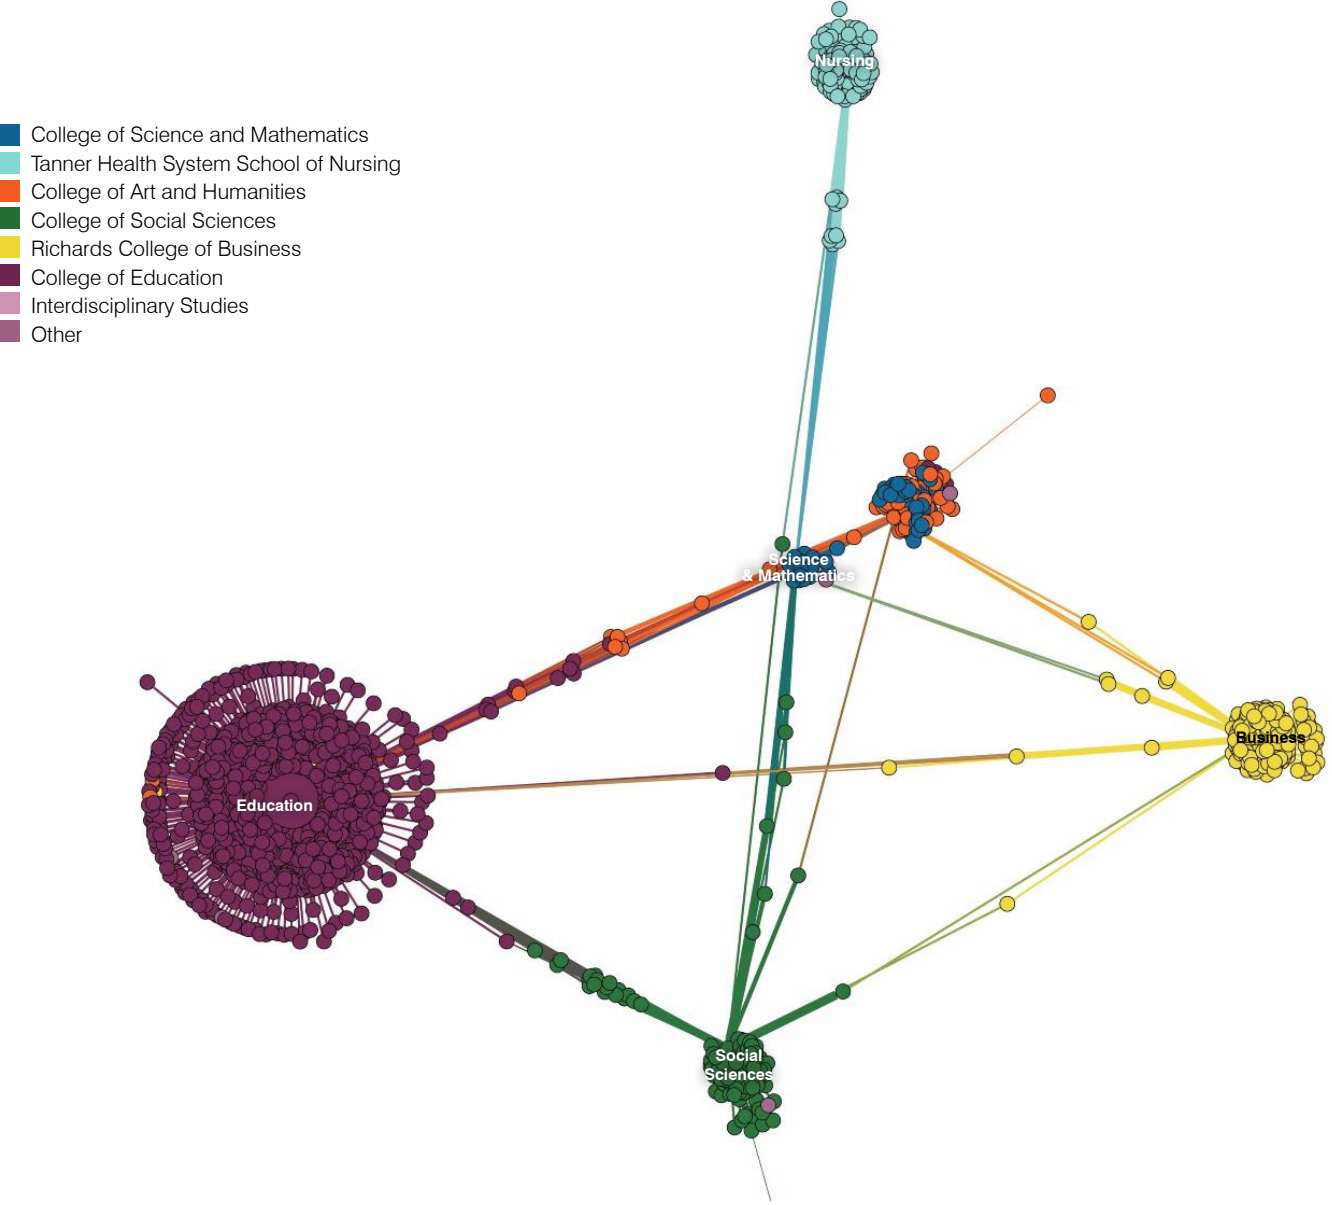 Nursing
College of Science and Mathematics
Tanner Health System School of Nursing
College of Art and Humanities
College of Social Sciences
Richards College of Business
College of Education
Interdisciplinary Studies
Other
Science
& Mathematics
Business
Education
Social
Sciences